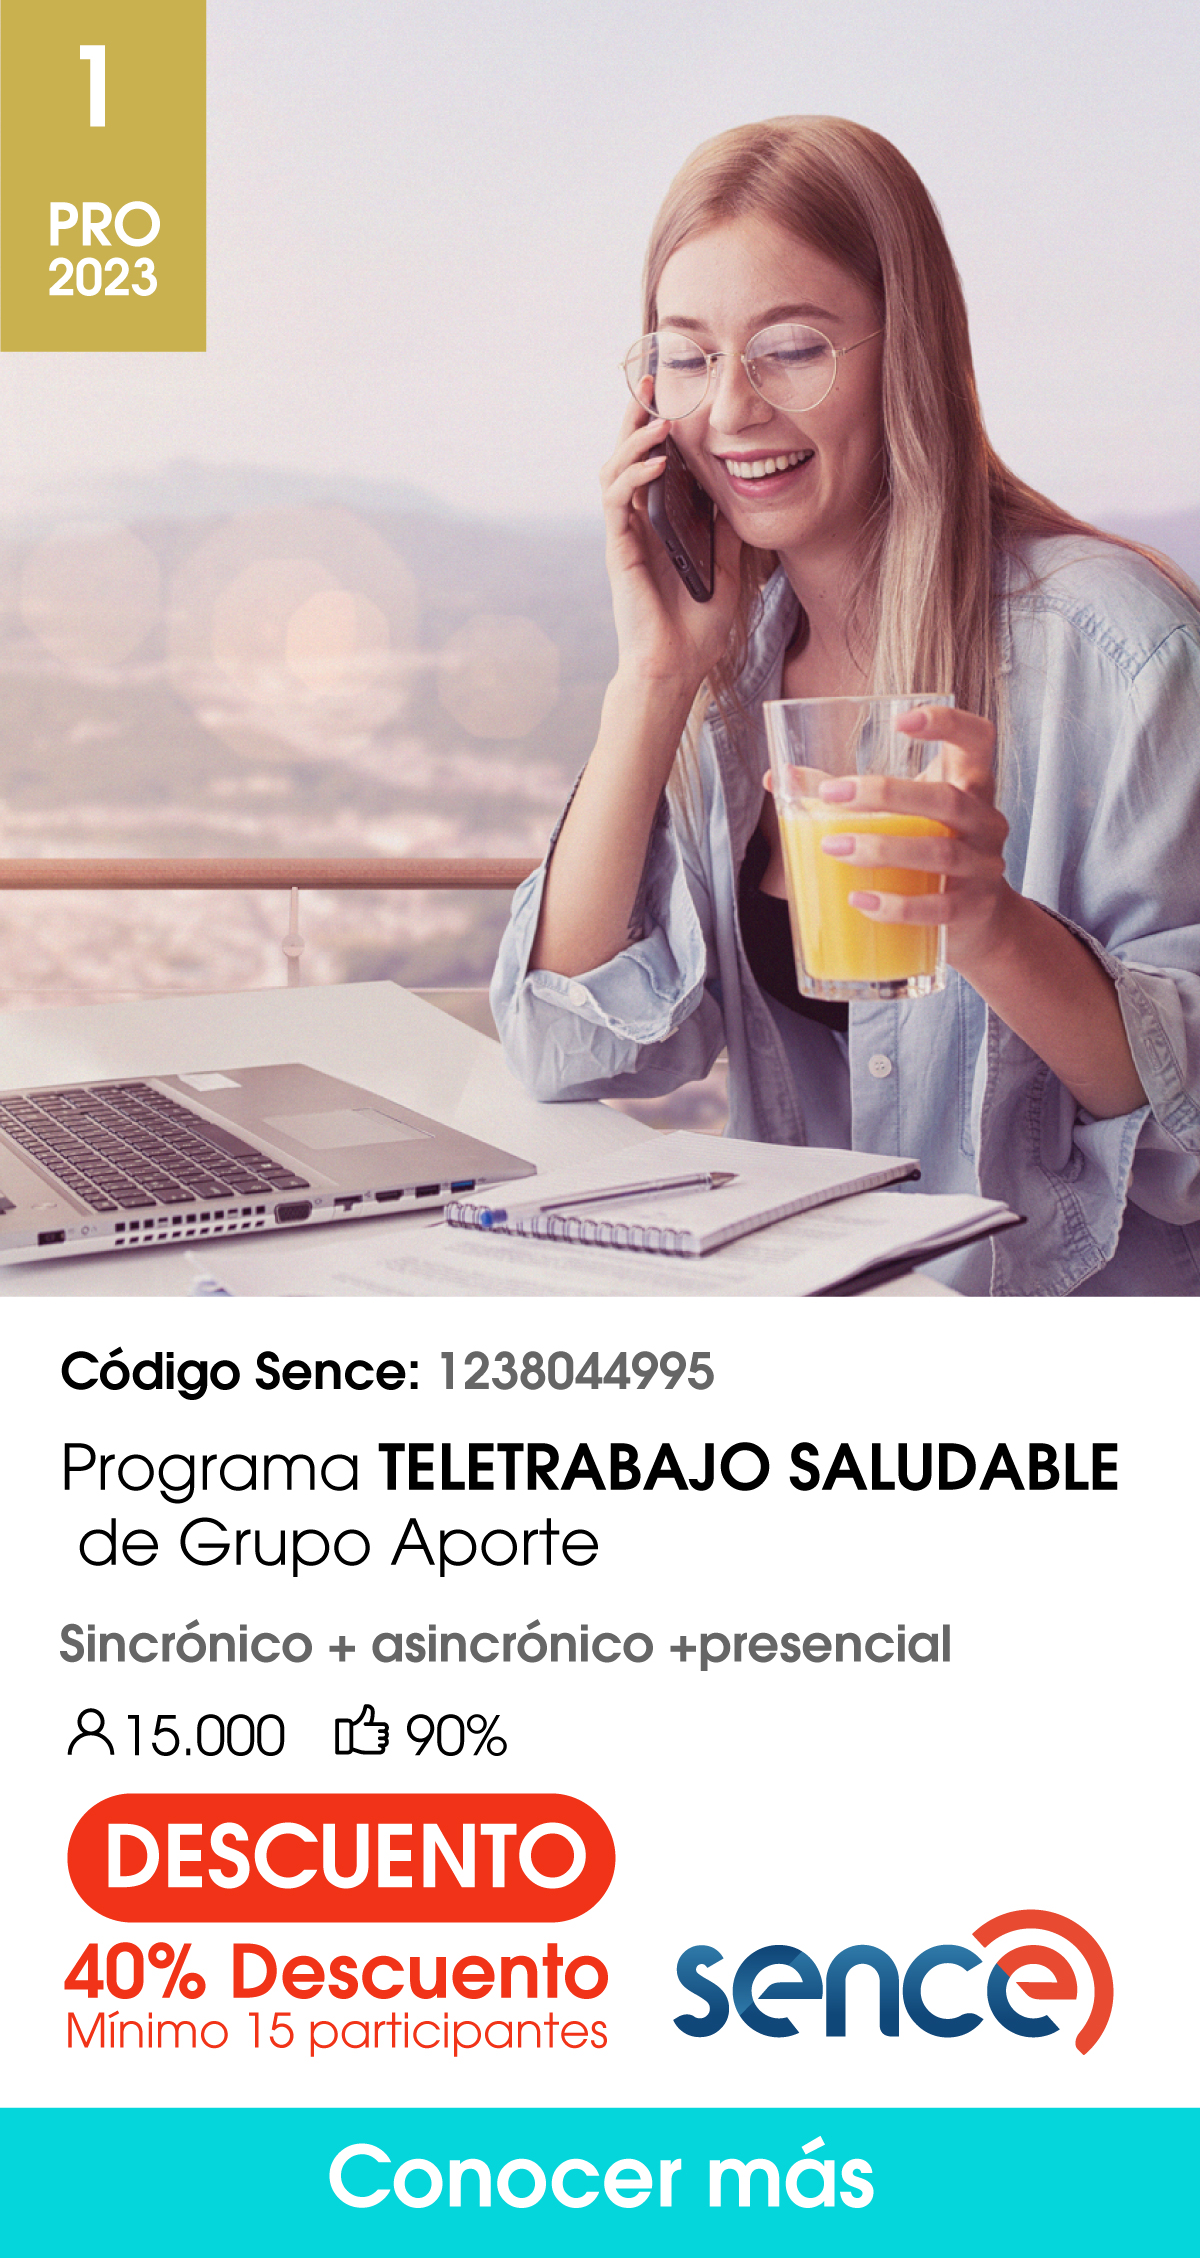 1
PRO
2023
Código Sence: 1238044995
Programa TELETRABAJO SALUDABLE
de Grupo Aporte
Sincrónico + asincrónico +presencial
15.000 90%
DESCUENTO
40% Descuento
Mínimo 15 participantes
sence
Conocer más